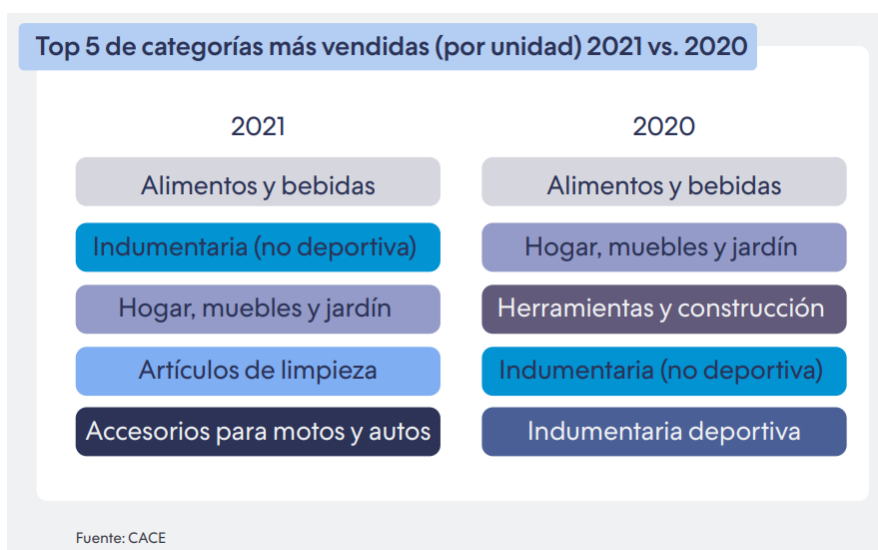 Top 5 de categorías más vendidas (por unidad) 2021 vs. 2020
2021
Alimentos y bebidas
Indumentaria (no deportiva)
Hogar, muebles y jardín
Artículos de limpieza
Accesorios para motos y autos
2020
Alimentos y bebidas
Hogar, muebles y jardín
Herramientas y construcción
Indumentaria (no deportiva)
Indumentaria deportiva
Fuente: CACE